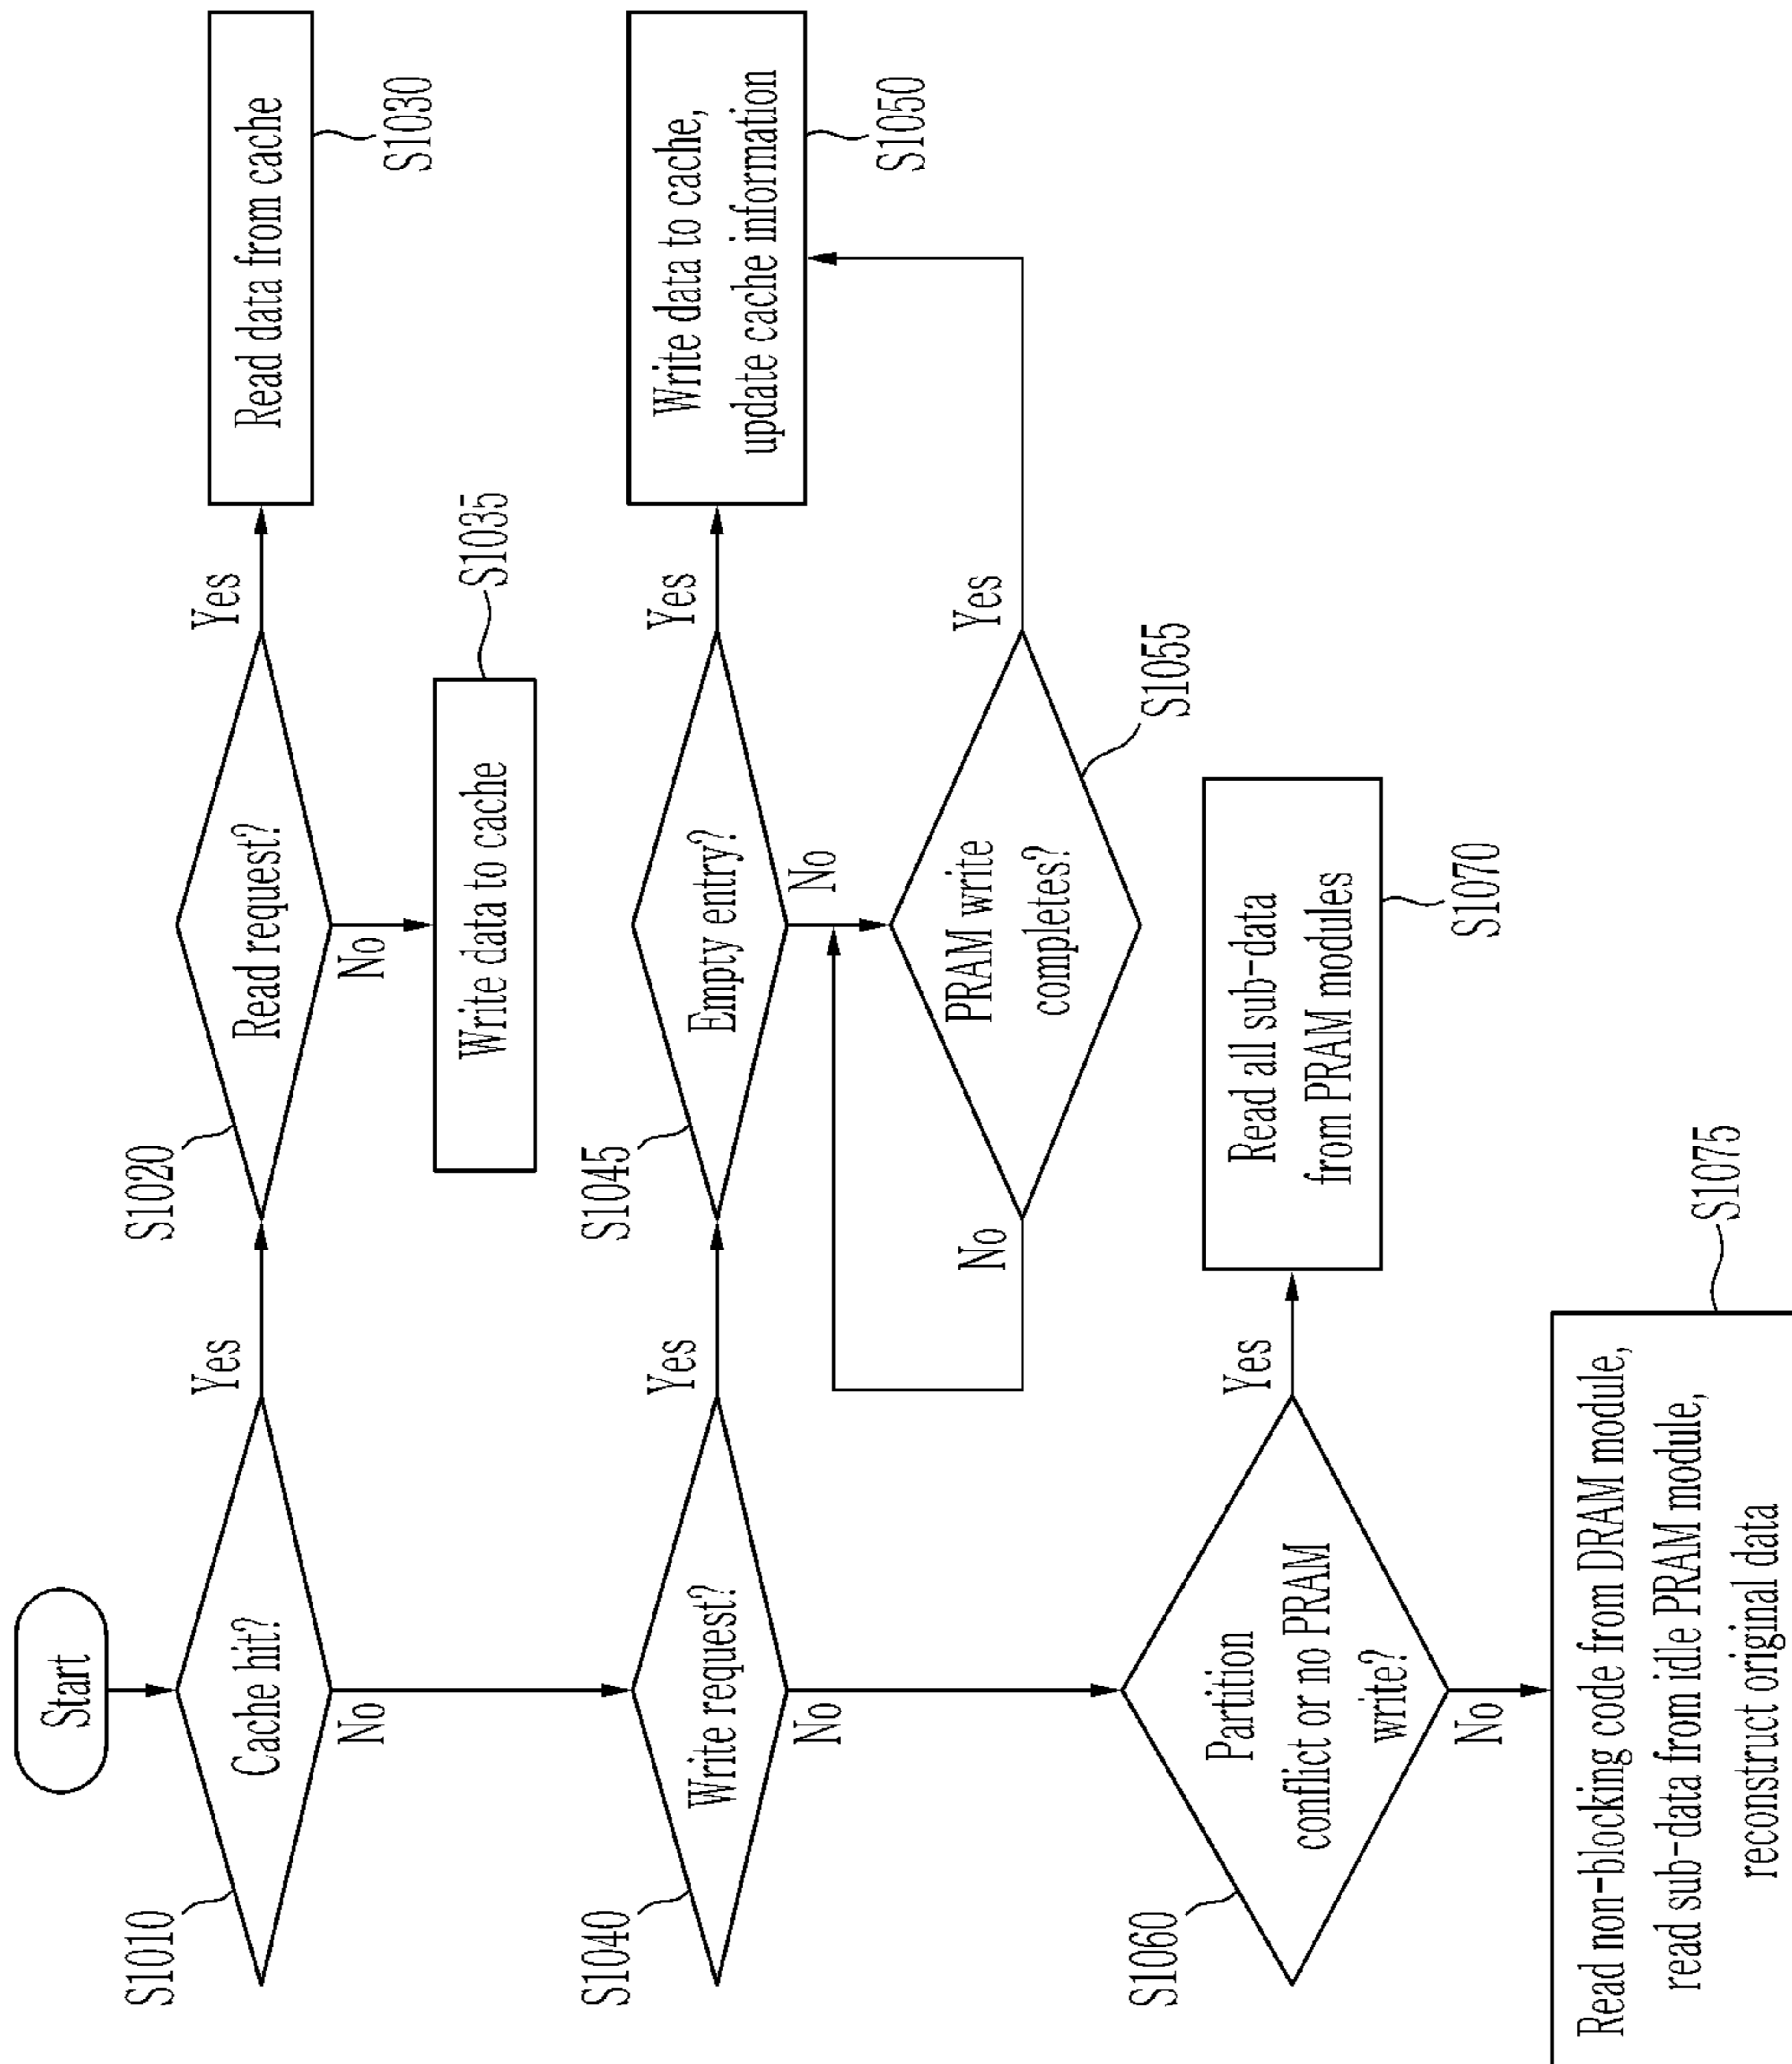 Start
S1010
Cache hit?
Yes
No
S1020
Read request?
Yes
No
Read data from cache
S1030
Write data to cache
S1035
S1040
Write request?
Yes
No
S1045
Empty entry?
Yes
No
Write data to cache,
update cache information
S1050
PRAM write
completes?
Yes
No
S1055
S1060
Partition
conflict or no PRAM
write?
Yes
No
Read all sub-data
from PRAM modules
S1070
Read non-blocking code from DRAM module,
read sub-data from idle PRAM module,
reconstruct original data
S1075